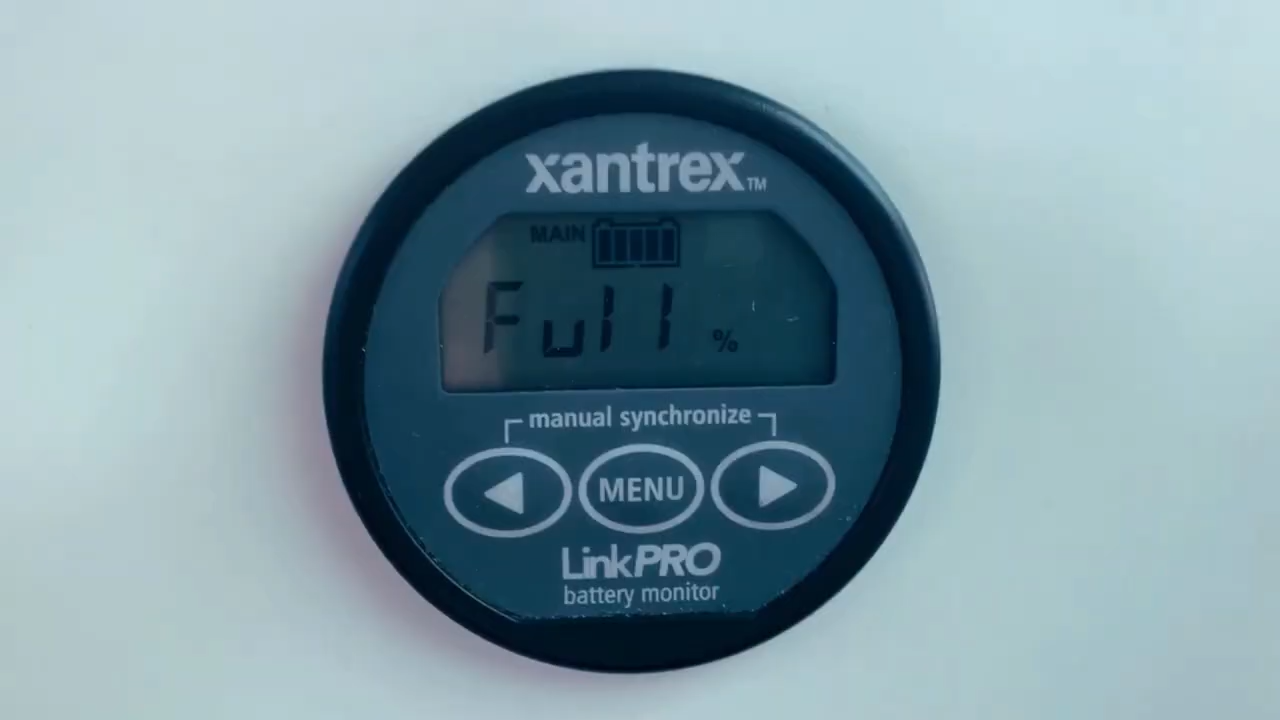 xantrex™
MAIN
Full %
manual synchronize
MENU
LinkPRO
battery monitor